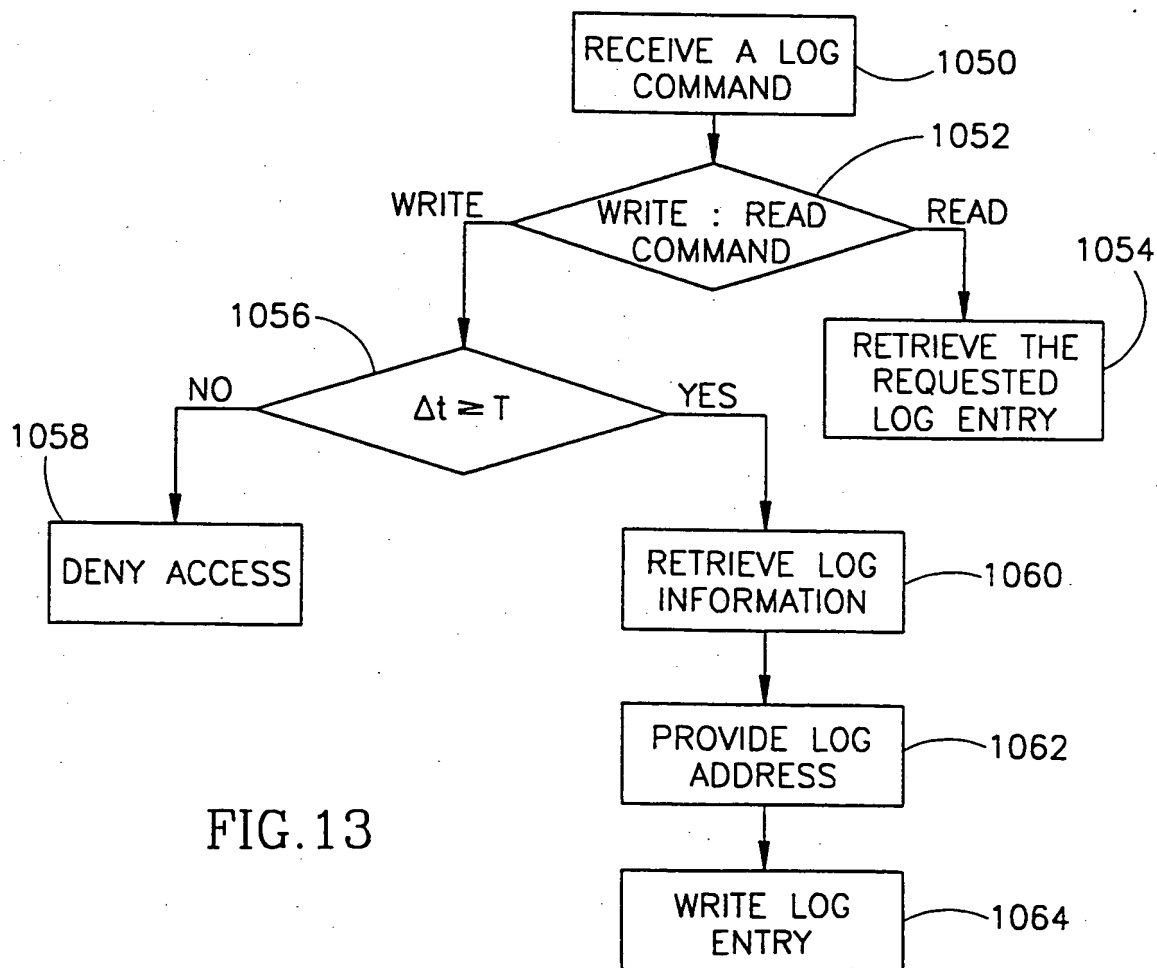 RECEIVE A LOG
COMMAND
1050
1052
WRITE
WRITE : READ
COMMAND
READ
1054
RETRIEVE THE
REQUESTED
LOG ENTRY
1056
NO
Δt ≥ T
YES
1058
DENY ACCESS
RETRIEVE LOG
INFORMATION
1060
PROVIDE LOG
ADDRESS
1062
FIG.13
WRITE LOG
ENTRY
1064